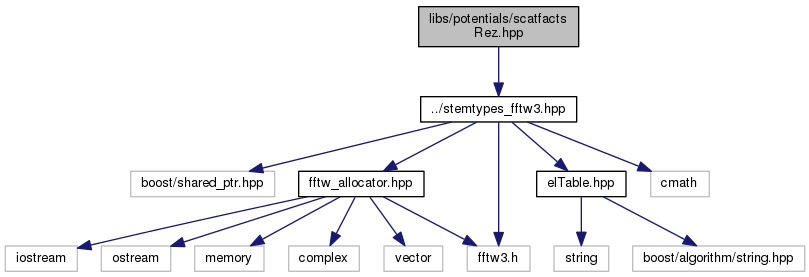 libs/potentials/scatfacts
Rez.hpp
../stemtypes_fftw3.hpp
boost/shared_ptr.hpp
fftw_allocator.hpp
elTable.hpp
cmath
iostream
ostream
memory
complex
vector
fftw3.h
string
boost/algorithm/string.hpp